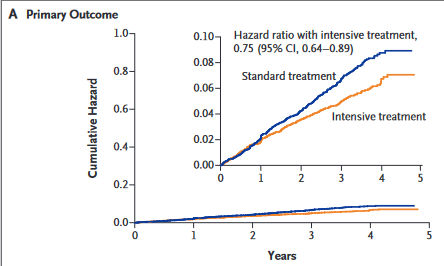 A Primary Outcome
Cumulative Hazard
1.0
0.8
0.6
0.4
0.2
0.0
0 1 2 3 4 5
Years
0.10
0.08
0.06
0.04
0.02
0.00
0 1 2 3 4 5
Hazard ratio with intensive treatment,
0.75 (95% CI, 0.64–0.89)
Standard treatment
Intensive treatment